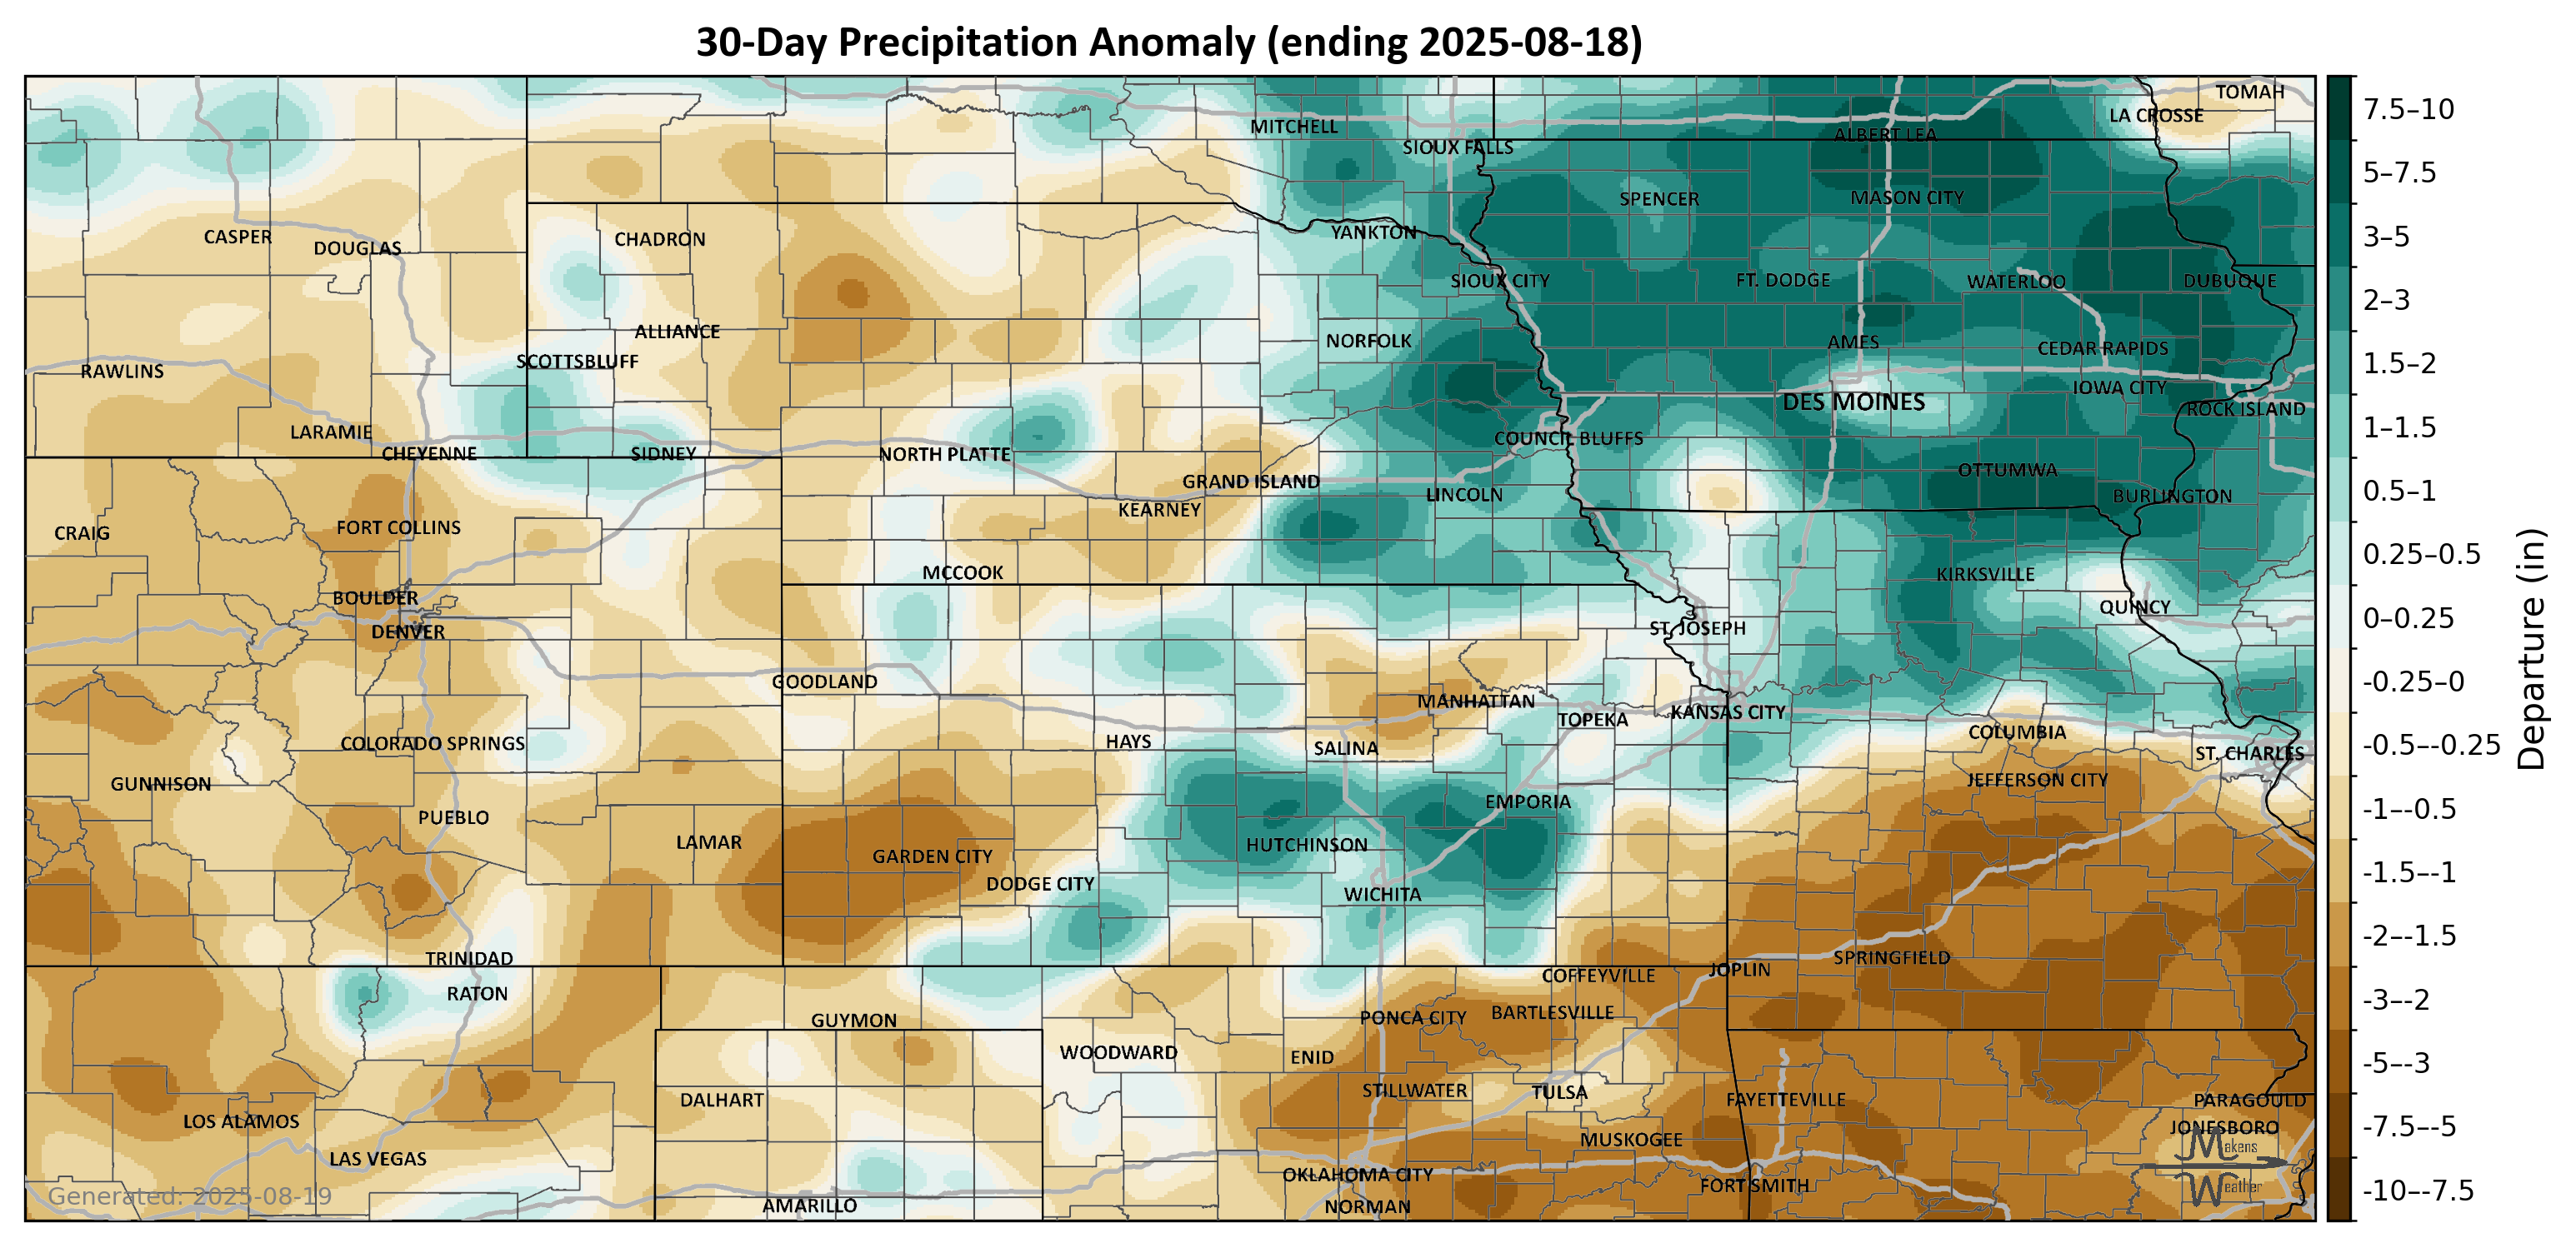 30-Day Precipitation Anomaly (ending 2025-08-18)
TOMAH
LA CROSSE
MITCHELL
ALBERT LEA
SIOUX FALLS
SPENCER
MASON CITY
YANKTON
CASPER
DOUGLAS
CHADRON
SIOUX CITY
FT. DODGE
WATERLOO
DUBUQUE
ALLIANCE
NORFOLK
AMES
CEDAR RAPIDS
SCOTTSBLUFF
RAWLINS
IOWA CITY
DES MOINES
ROCK ISLAND
LARAMIE
COUNCIL BLUFFS
CHEYENNE
SIDNEY
NORTH PLATTE
OTTUMWA
GRAND ISLAND
LINCOLN
BURLINGTON
KEARNEY
CRAIG
FORT COLLINS
MCCOOK
KIRKSVILLE
BOULDER
QUINCY
DENVER
ST. JOSEPH
GOODLAND
MANHATTAN
KANSAS CITY
TOPEKA
COLUMBIA
COLORADO SPRINGS
HAYS
SALINA
ST. CHARLES
GUNNISON
JEFFERSON CITY
EMPORIA
PUEBLO
LAMAR
HUTCHINSON
GARDEN CITY
DODGE CITY
WICHITA
TRINIDAD
SPRINGFIELD
JOPLIN
COFFEYVILLE
RATON
BARTLESVILLE
PONCA CITY
GUYMON
WOODWARD
ENID
STILLWATER
TULSA
DALHART
FAYETTEVILLE
PARAGOULD
LOS ALAMOS
JONESBORO
MUSKOGEE
LAS VEGAS
OKLAHOMA CITY
FORT SMITH
AMARILLO
NORMAN
Generated: 2025-08-19
Makens
Weather
7.5–10
5–7.5
3–5
2–3
1.5–2
1–1.5
0.5–1
0.25–0.5
0–0.25
-0.25–0
-0.5–-0.25
-1–-0.5
-1.5–-1
-2–-1.5
-3–-2
-5–-3
-7.5–-5
-10–-7.5
Departure (in)